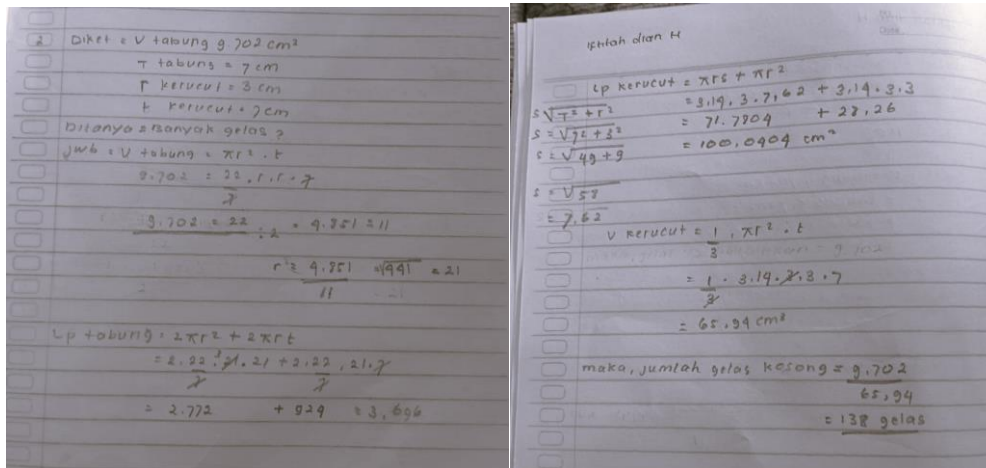 2 Diket = V tabung 9.702 cm³
T tabung = 7 cm
r kerucut = 3 cm
t kerucut = 7 cm
Ditanya = Banyak gelas ?
Jwb = V tabung = πr² . t
9.702 = 22 . r . r . 7
7
9.702 = 22 : 2 = 4.851 = 11
r² = 4.851 = √441 = 21
11
Lp tabung = 2πr² + 2πrt
= 2.22 . 21 . 21 + 2.22 . 21.7
7 7
= 2.772 + 924 = 3,696
Iftitah dian H
Lp kerucut = πrs + πr²
= 3,14 . 3 . 7,62 + 3,14 . 3 . 3
= 71.7804 + 28,26
= 100,0404 cm²
s √T² + r²
s = √7² + 3²
s = √49 + 9
s = √58
= 7,62
V kerucut = 1 . πr² . t
3
= 1 . 3.14 . 3 . 3 . 7
3
= 65,94 cm³
maka, jumlah gelas kosong = 9.702
65,94
= 138 gelas